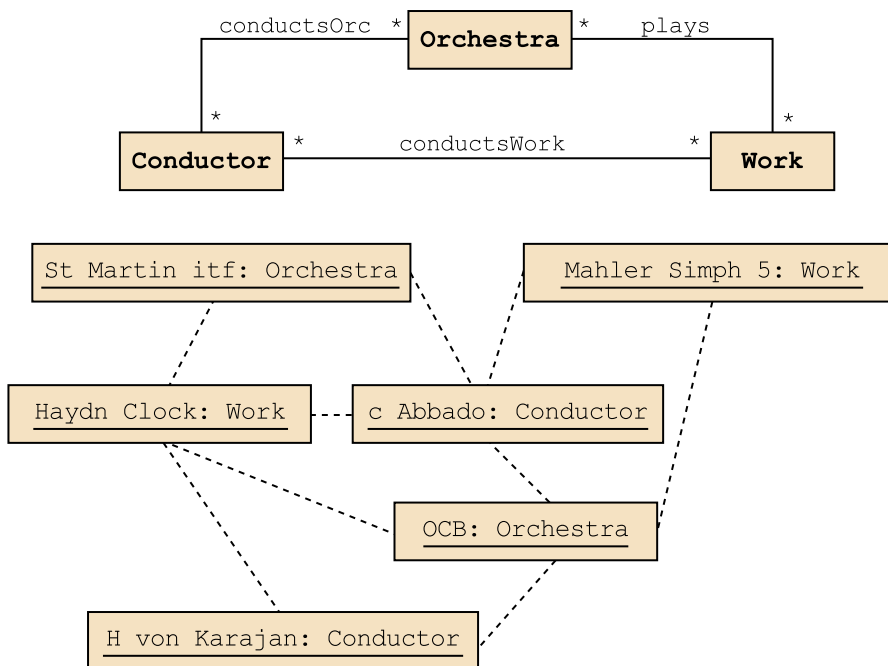 conductsOrc * Orchestra * plays
* *
Conductor * conductsWork * Work
St Martin itf: Orchestra Mahler Simph 5: Work
Haydn Clock: Work c Abbado: Conductor
OCB: Orchestra
H von Karajan: Conductor